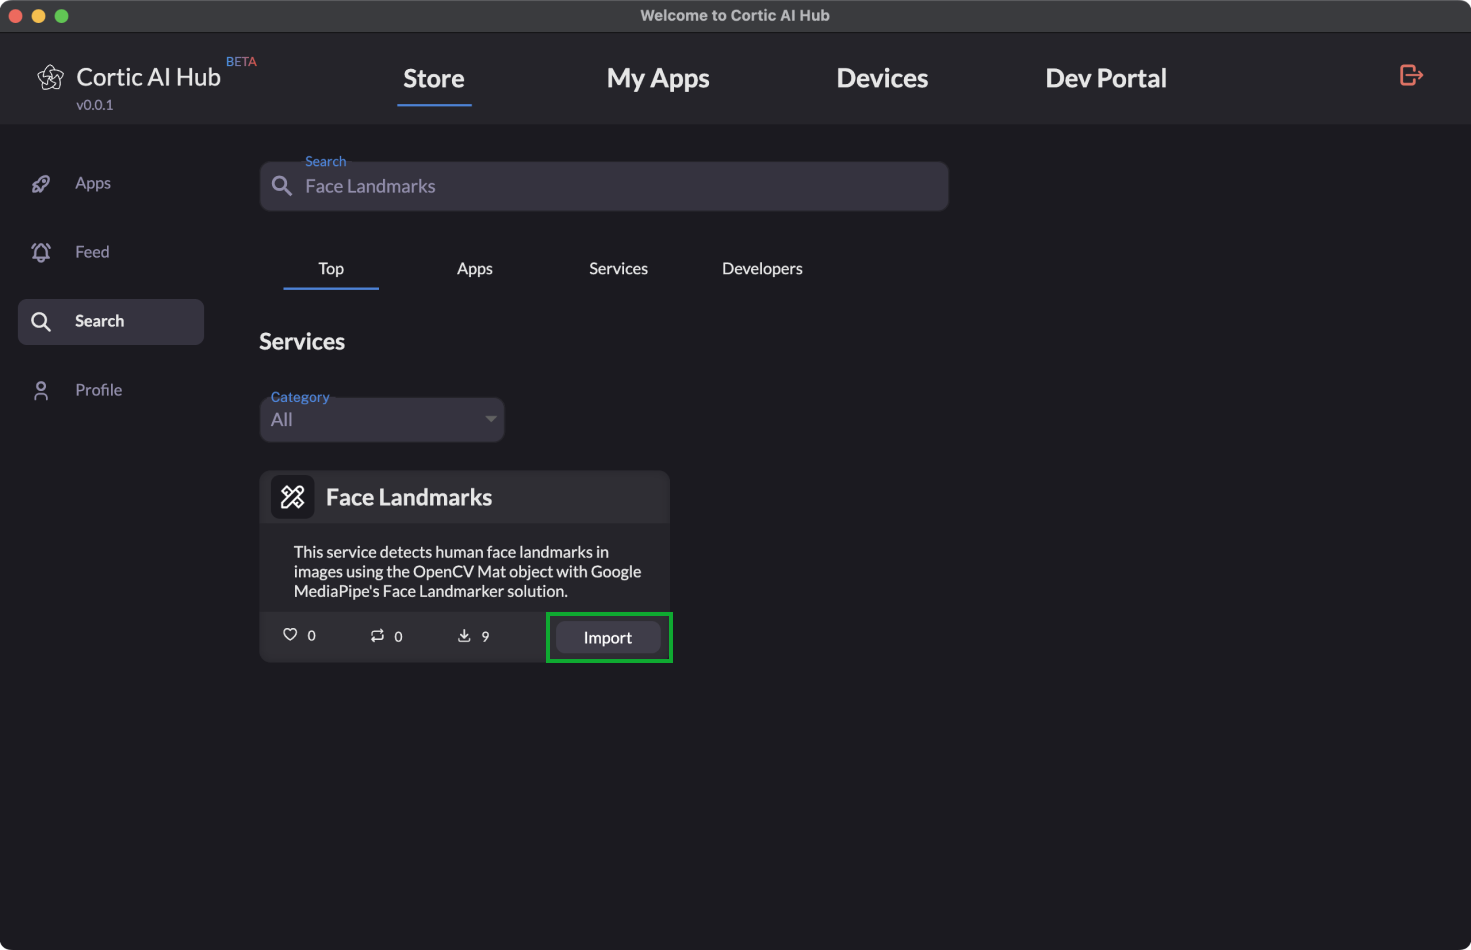 Welcome to Cortic AI Hub
Cortic AI Hub BETA
v0.0.1
Store
My Apps
Devices
Dev Portal
Apps
Feed
Search
Profile
Search
Face Landmarks
Top
Apps
Services
Developers
Services
Category
All
Face Landmarks
This service detects human face landmarks in
images using the OpenCV Mat object with Google
MediaPipe's Face Landmarker solution.
0
0
9
Import